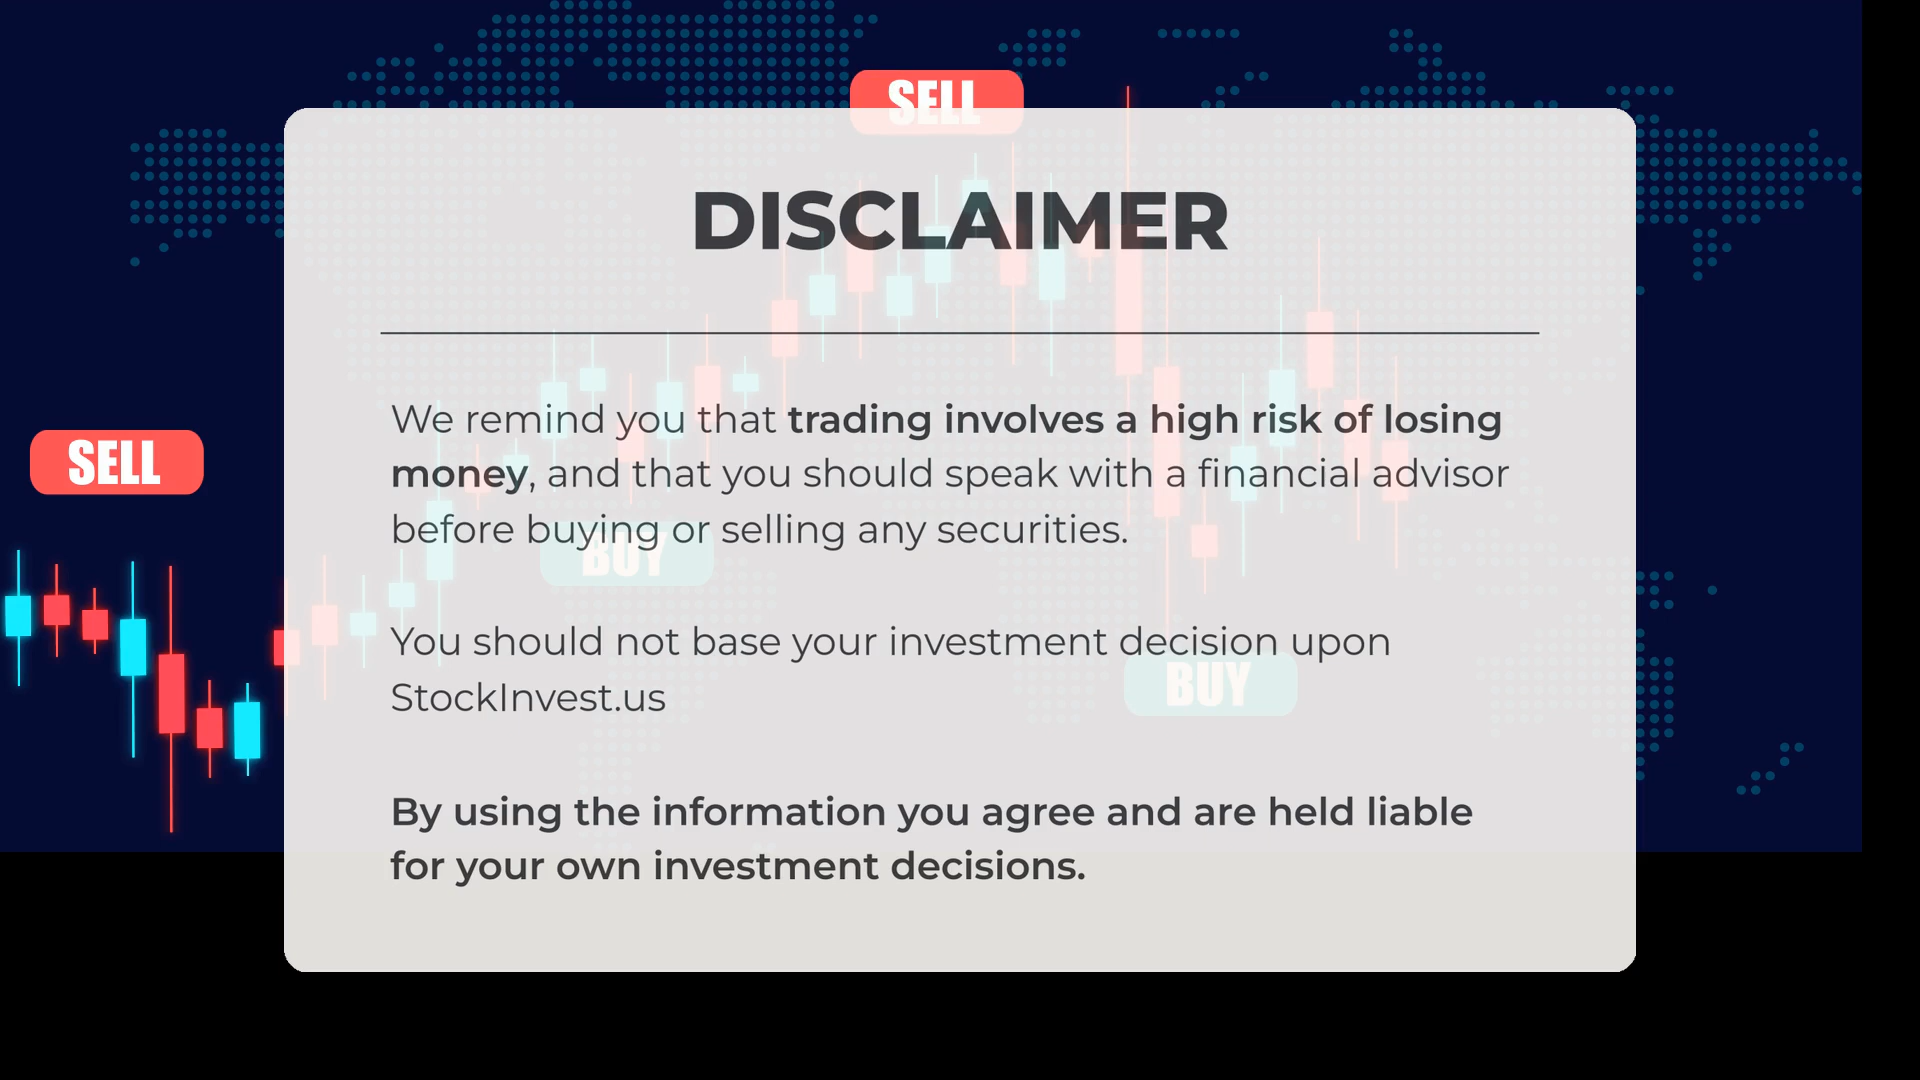 SELL
DISCLAIMER
We remind you that trading involves a high risk of losing
money, and that you should speak with a financial advisor
before buying or selling any securities.
SELL
BUY
You should not base your investment decision upon
StockInvest.us
BUY
By using the information you agree and are held liable
for your own investment decisions.